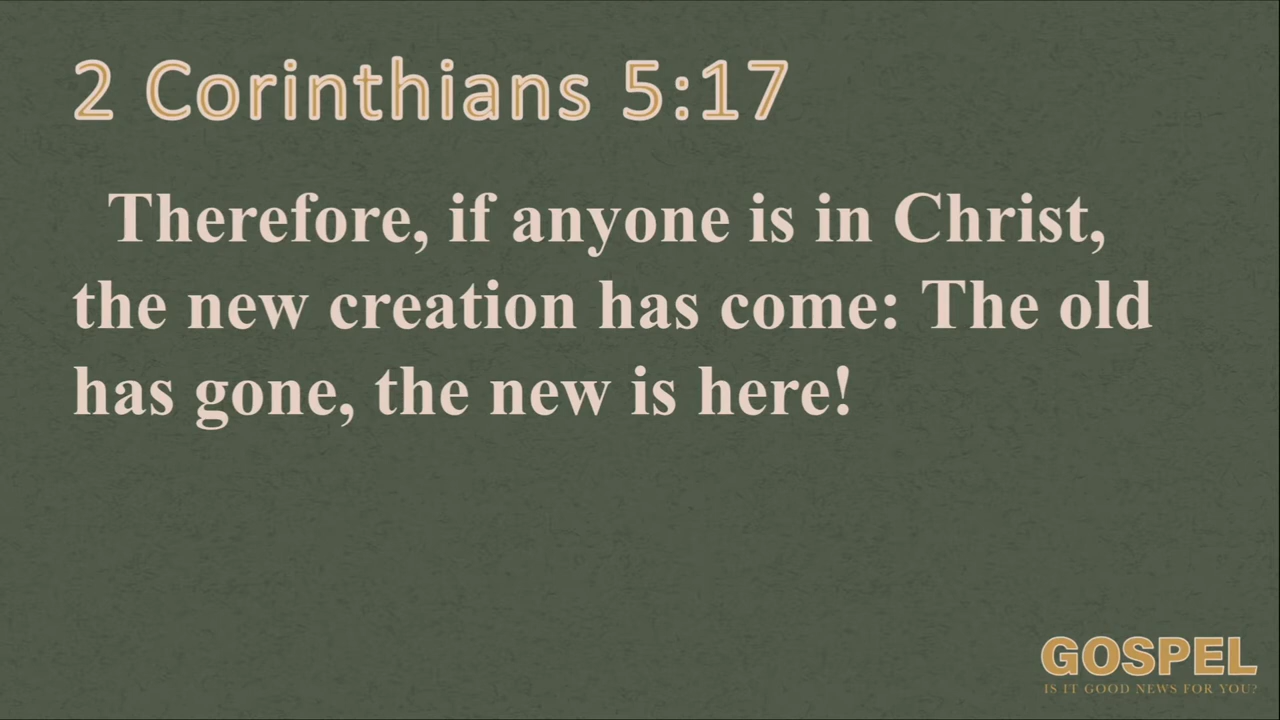 2 Corinthians 5:17
Therefore, if anyone is in Christ,
the new creation has come: The old
has gone, the new is here!
GOSPEL
IS IT GOOD NEWS FOR YOU?